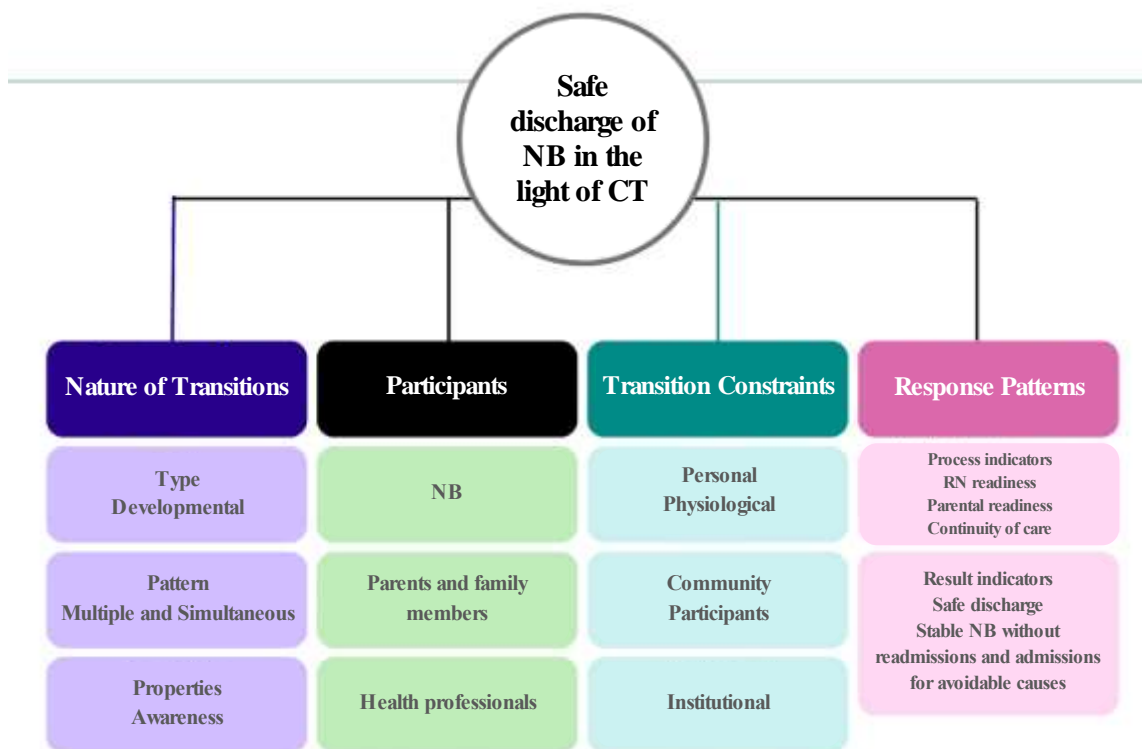 Safe
discharge of
NB in the
light of CT
Nature of Transitions
Type
Developmental
Pattern
Multiple and Simultaneous
Properties
Awareness
Participants
NB
Parents and family
members
Health professionals
Transition Constraints
Personal
Physiological
Community
Participants
Institutional
Response Patterns
Process indicators
RN readiness
Parental readiness
Continuity of care
Result indicators
Safe discharge
Stable NB without
readmissions and admissions
for avoidable causes